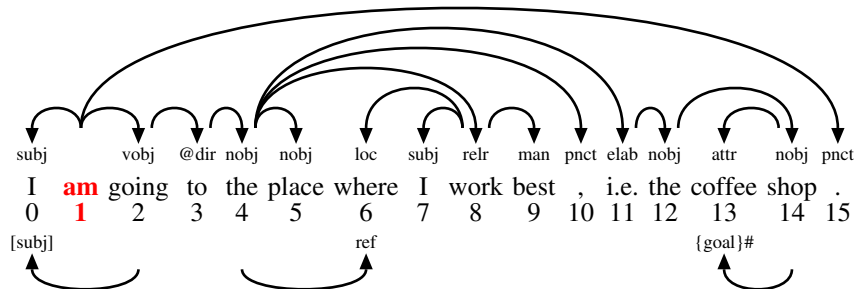 subj vobj @dir nobj nobj loc subj relr man pnct elab nobj attr nobj pnct
I am going to the place where I work best , i.e. the coffee shop .
0 1 2 3 4 5 6 7 8 9 10 11 12 13 14 15
[subj] ref {goal}#